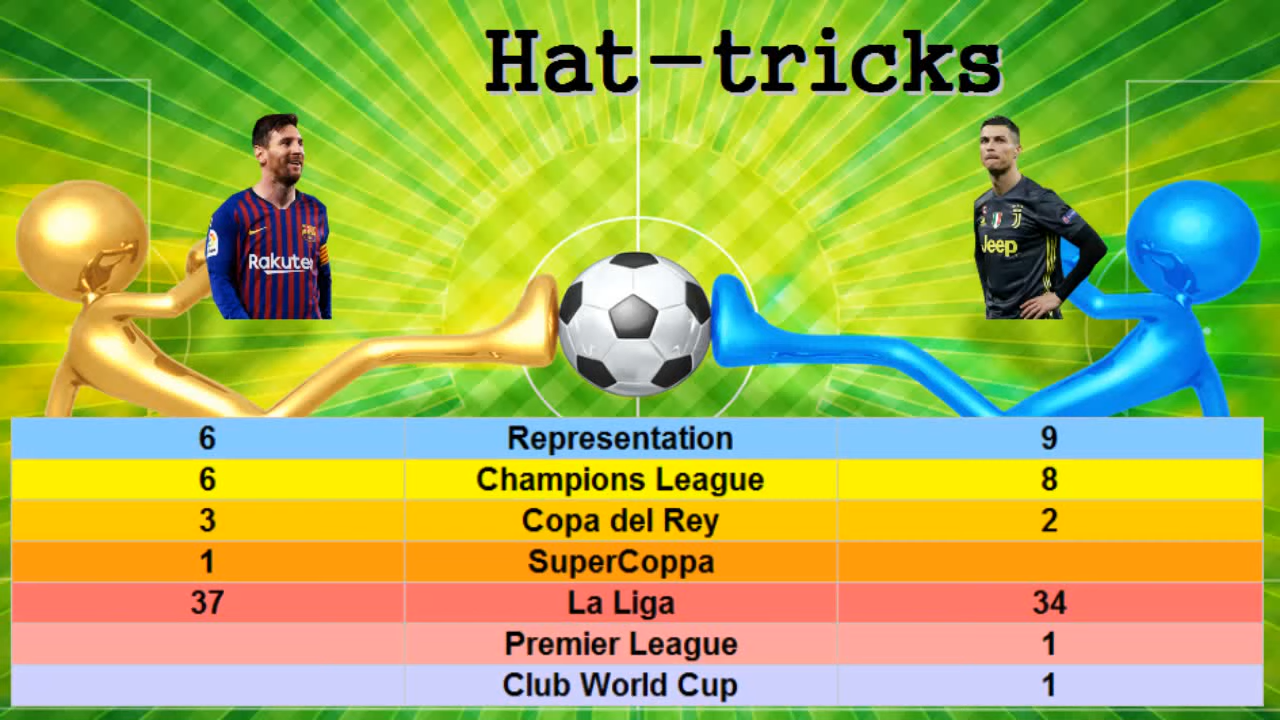 Hat-tricks
Rakuten
Jeep
6 Representation 9
6 Champions League 8
3 Copa del Rey 2
1 SuperCoppa
37 La Liga 34
Premier League 1
Club World Cup 1